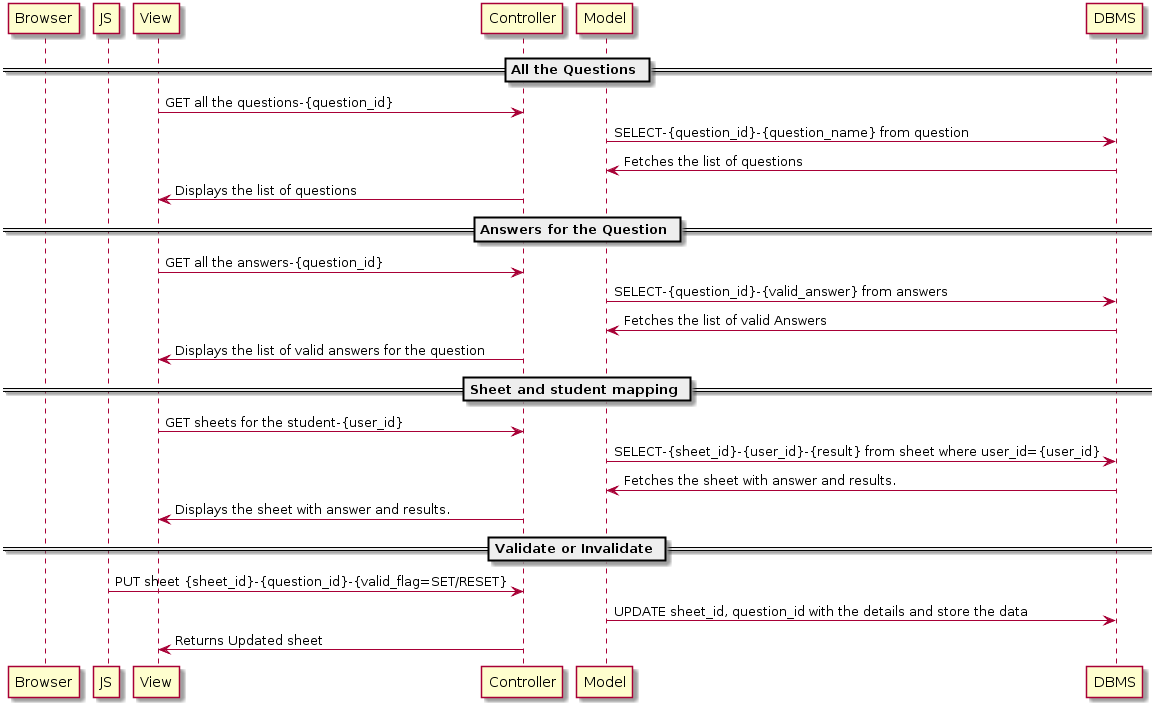 Browser JS View Controller Model DBMS
All the Questions
GET all the questions-{question_id}
SELECT-{question_id}-{question_name} from question
Fetches the list of questions
Displays the list of questions
Answers for the Question
GET all the answers-{question_id}
SELECT-{question_id}-{valid_answer} from answers
Fetches the list of valid Answers
Displays the list of valid answers for the question
Sheet and student mapping
GET sheets for the student-{user_id}
SELECT-{sheet_id}-{user_id}-{result} from sheet where user_id={user_id}
Fetches the sheet with answer and results.
Displays the sheet with answer and results.
Validate or Invalidate
PUT sheet {sheet_id}-{question_id}-{valid_flag=SET/RESET}
UPDATE sheet_id, question_id with the details and store the data
Returns Updated sheet
Browser JS View Controller Model DBMS